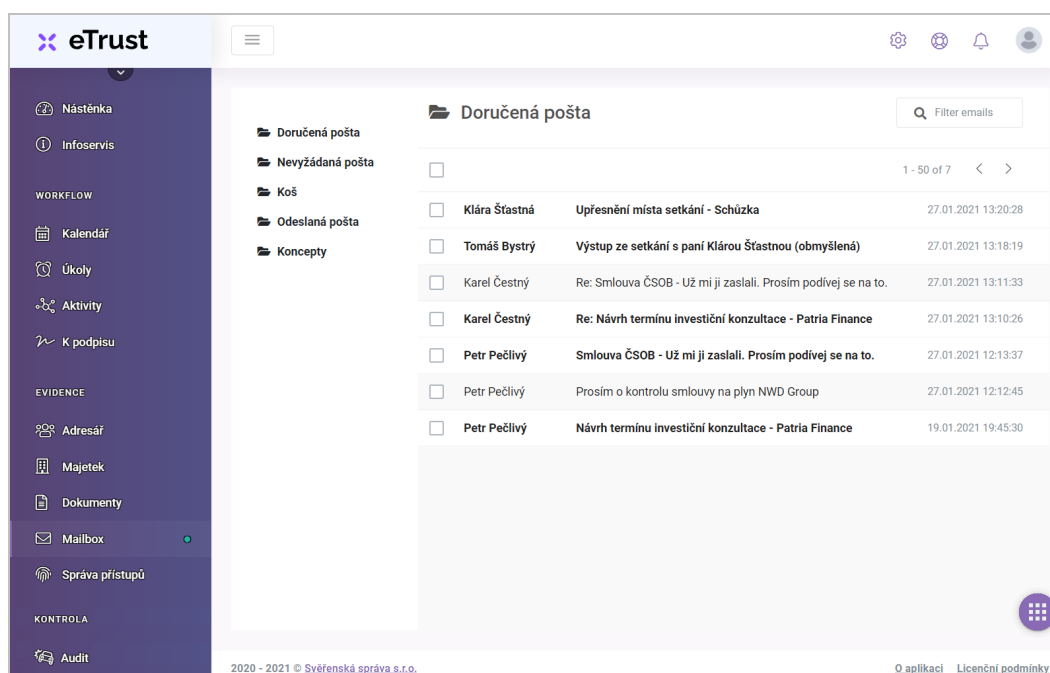 eTrust
Nástěnka
Infoservis
WORKFLOW
Kalendář
Úkoly
Aktivity
K podpisu
EVIDENCE
Adresář
Majetek
Dokumenty
Mailbox
Správa přístupů
KONTROLA
Audit
Doručená pošta
Nevyžádaná pošta
Koš
Odeslaná pošta
Koncepty
Doručená pošta
Filter emails
1 - 50 of 7
Klára Šťastná Upřesnění místa setkání - Schůzka 27.01.2021 13:20:28
Tomáš Bystrý Výstup ze setkání s paní Klárou Šťastnou (obmyšlená) 27.01.2021 13:18:19
Karel Čestný Re: Smlouva ČSOB - Už mi ji zaslali. Prosím podívej se na to. 27.01.2021 13:11:33
Karel Čestný Re: Návrh termínu investiční konzultace - Patria Finance 27.01.2021 13:10:26
Petr Pečlivý Smlouva ČSOB - Už mi ji zaslali. Prosím podívej se na to. 27.01.2021 12:13:37
Petr Pečlivý Prosím o kontrolu smlouvy na plyn NWD Group 27.01.2021 12:12:45
Petr Pečlivý Návrh termínu investiční konzultace - Patria Finance 19.01.2021 19:45:30
2020 - 2021 © Svěřenská správa s.r.o. O aplikaci Licenční podmínky